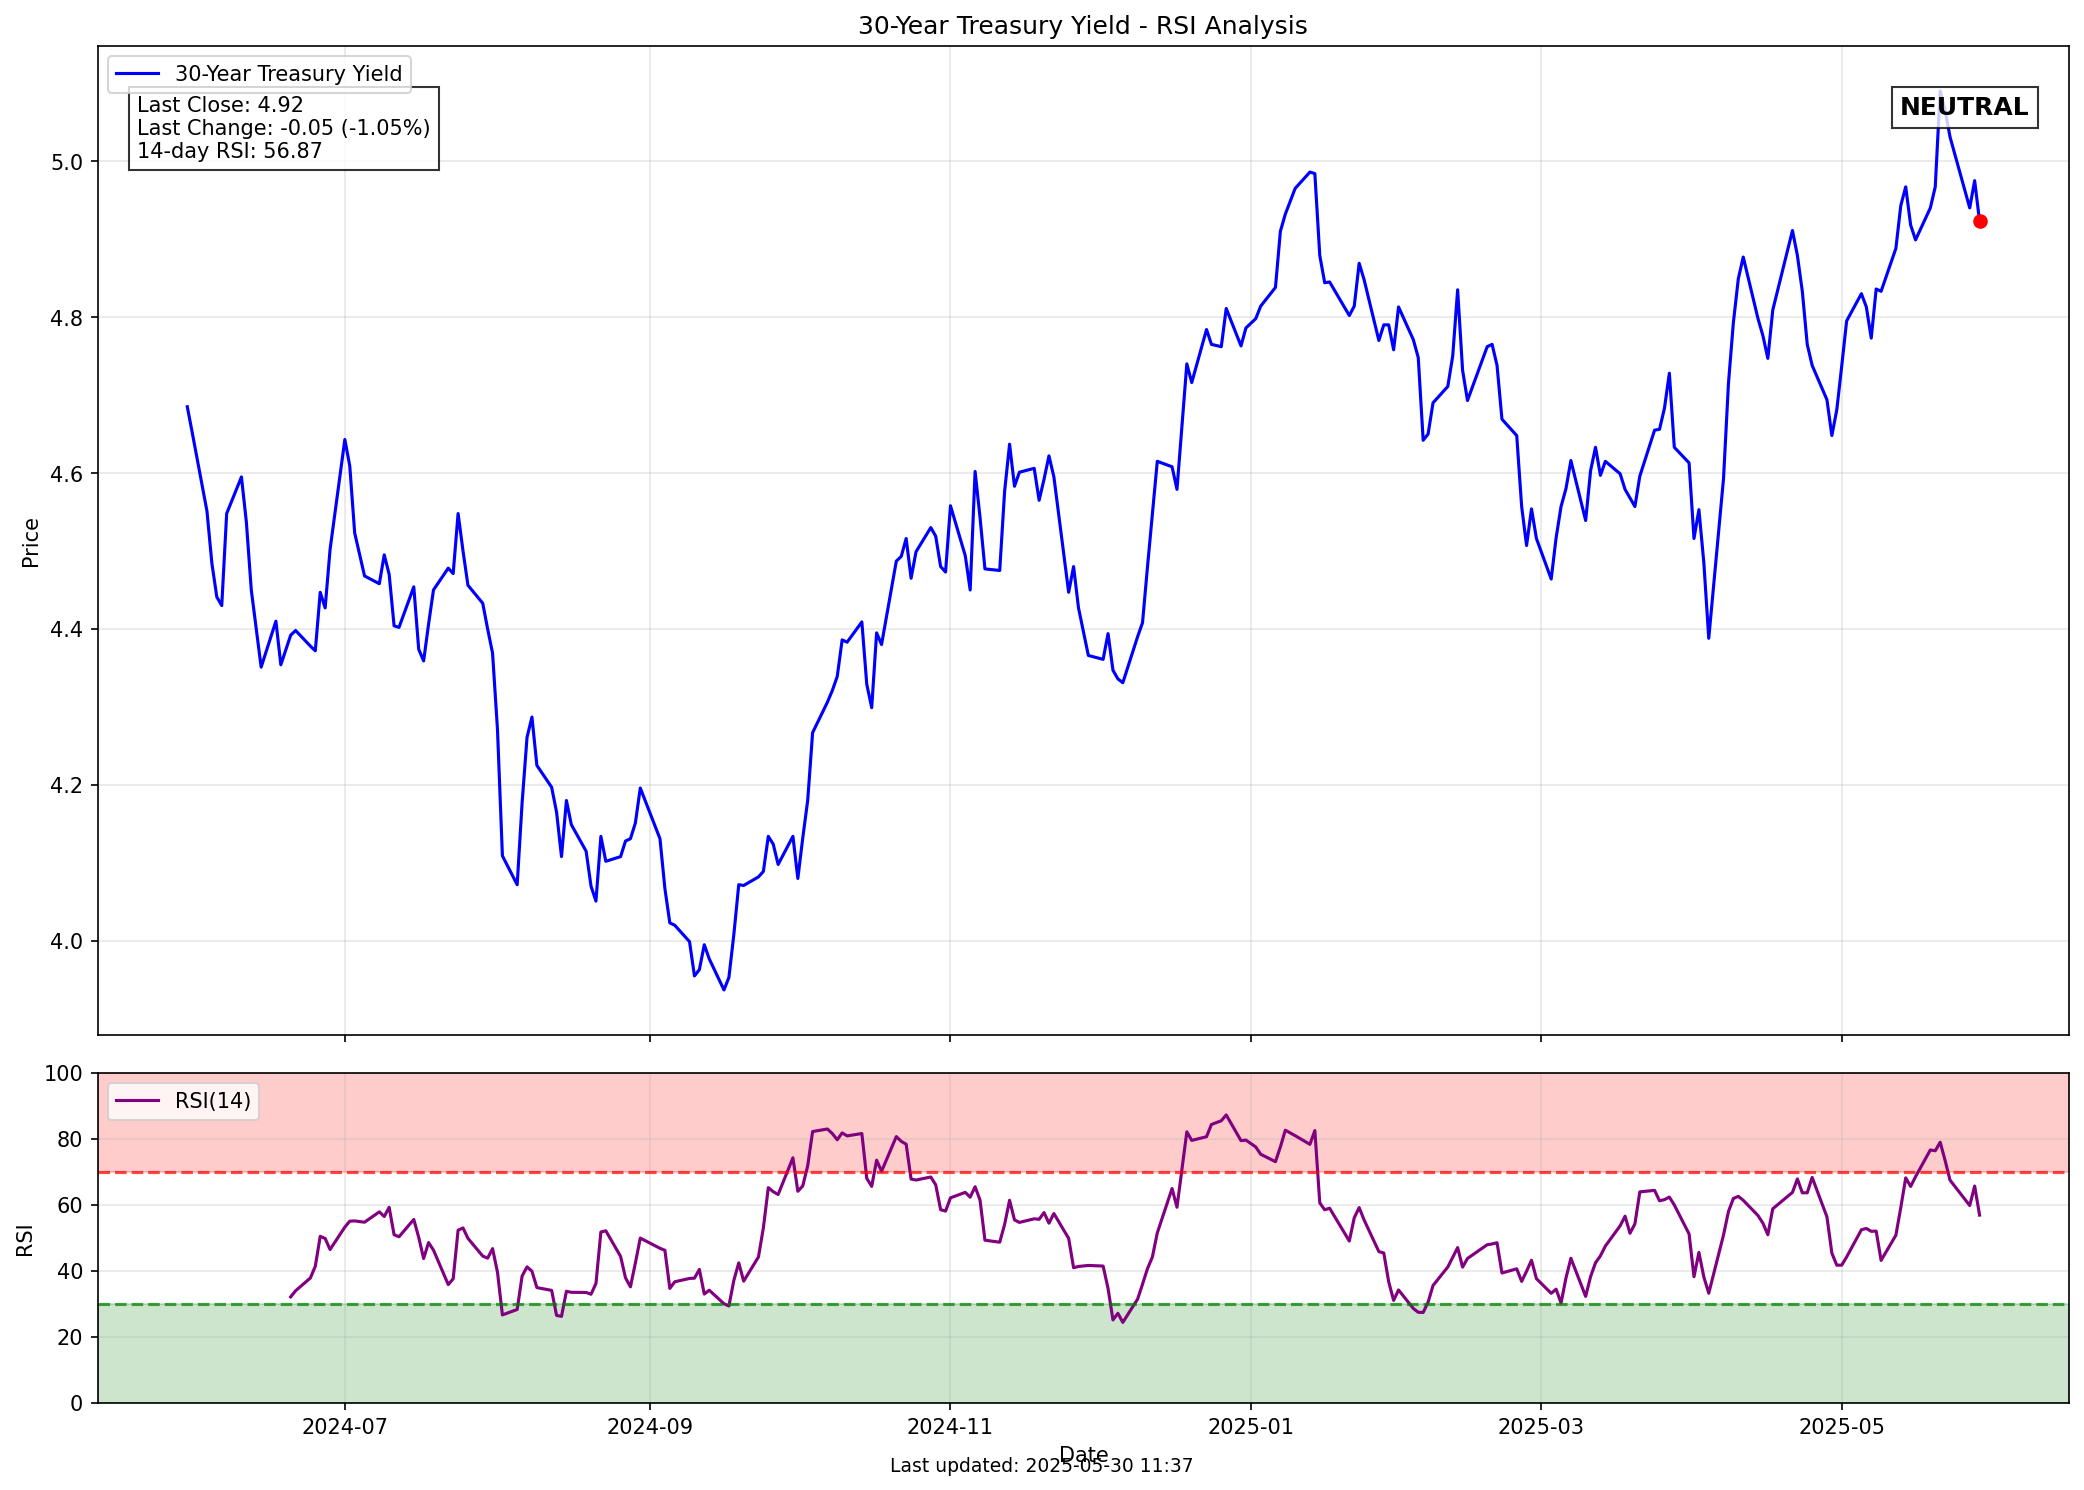 30-Year Treasury Yield - RSI Analysis
30-Year Treasury Yield
Last Close: 4.92
Last Change: -0.05 (-1.05%)
14-day RSI: 56.87
NEUTRAL
Price
5.0
4.8
4.6
4.4
4.2
4.0
RSI(14)
RSI
100
80
60
40
20
0
2024-07
2024-09
2024-11
2025-01
2025-03
2025-05
Date
Last updated: 2025-05-30 11:37